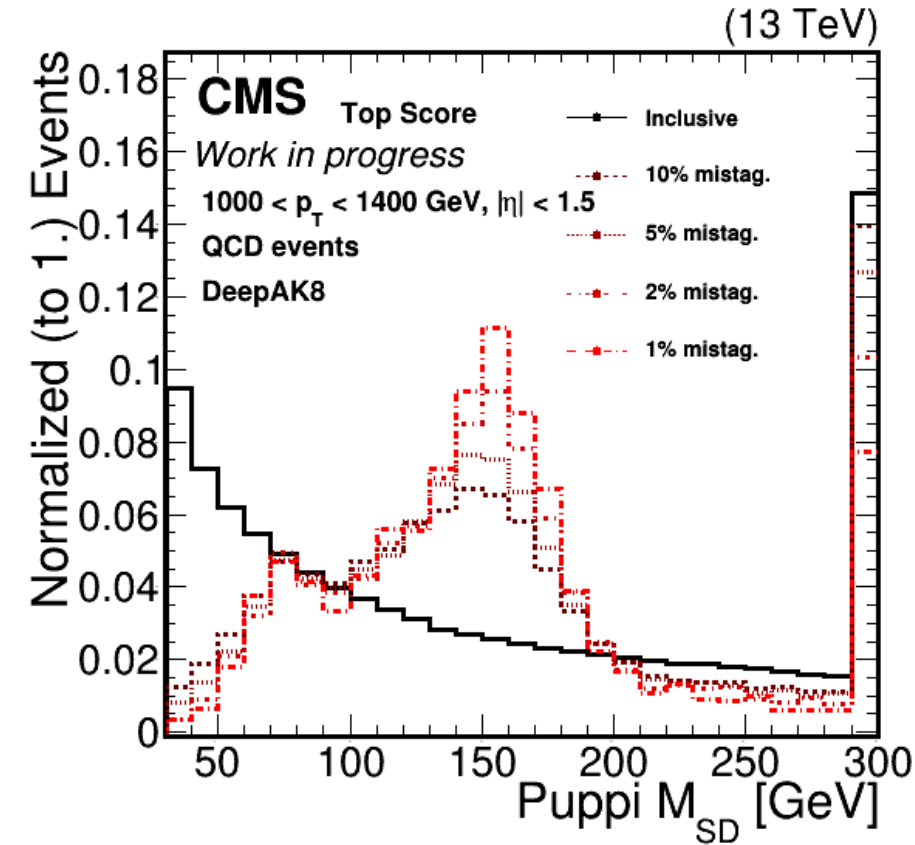 (13 TeV)
CMS Top Score
Work in progress
1000 < pT < 1400 GeV, |η| < 1.5
QCD events
DeepAK8
Inclusive
10% mistag.
5% mistag.
2% mistag.
1% mistag.
Normalized (to 1.) Events
0.18
0.16
0.14
0.12
0.1
0.08
0.06
0.04
0.02
0
50 100 150 200 250 300
Puppi MSD [GeV]